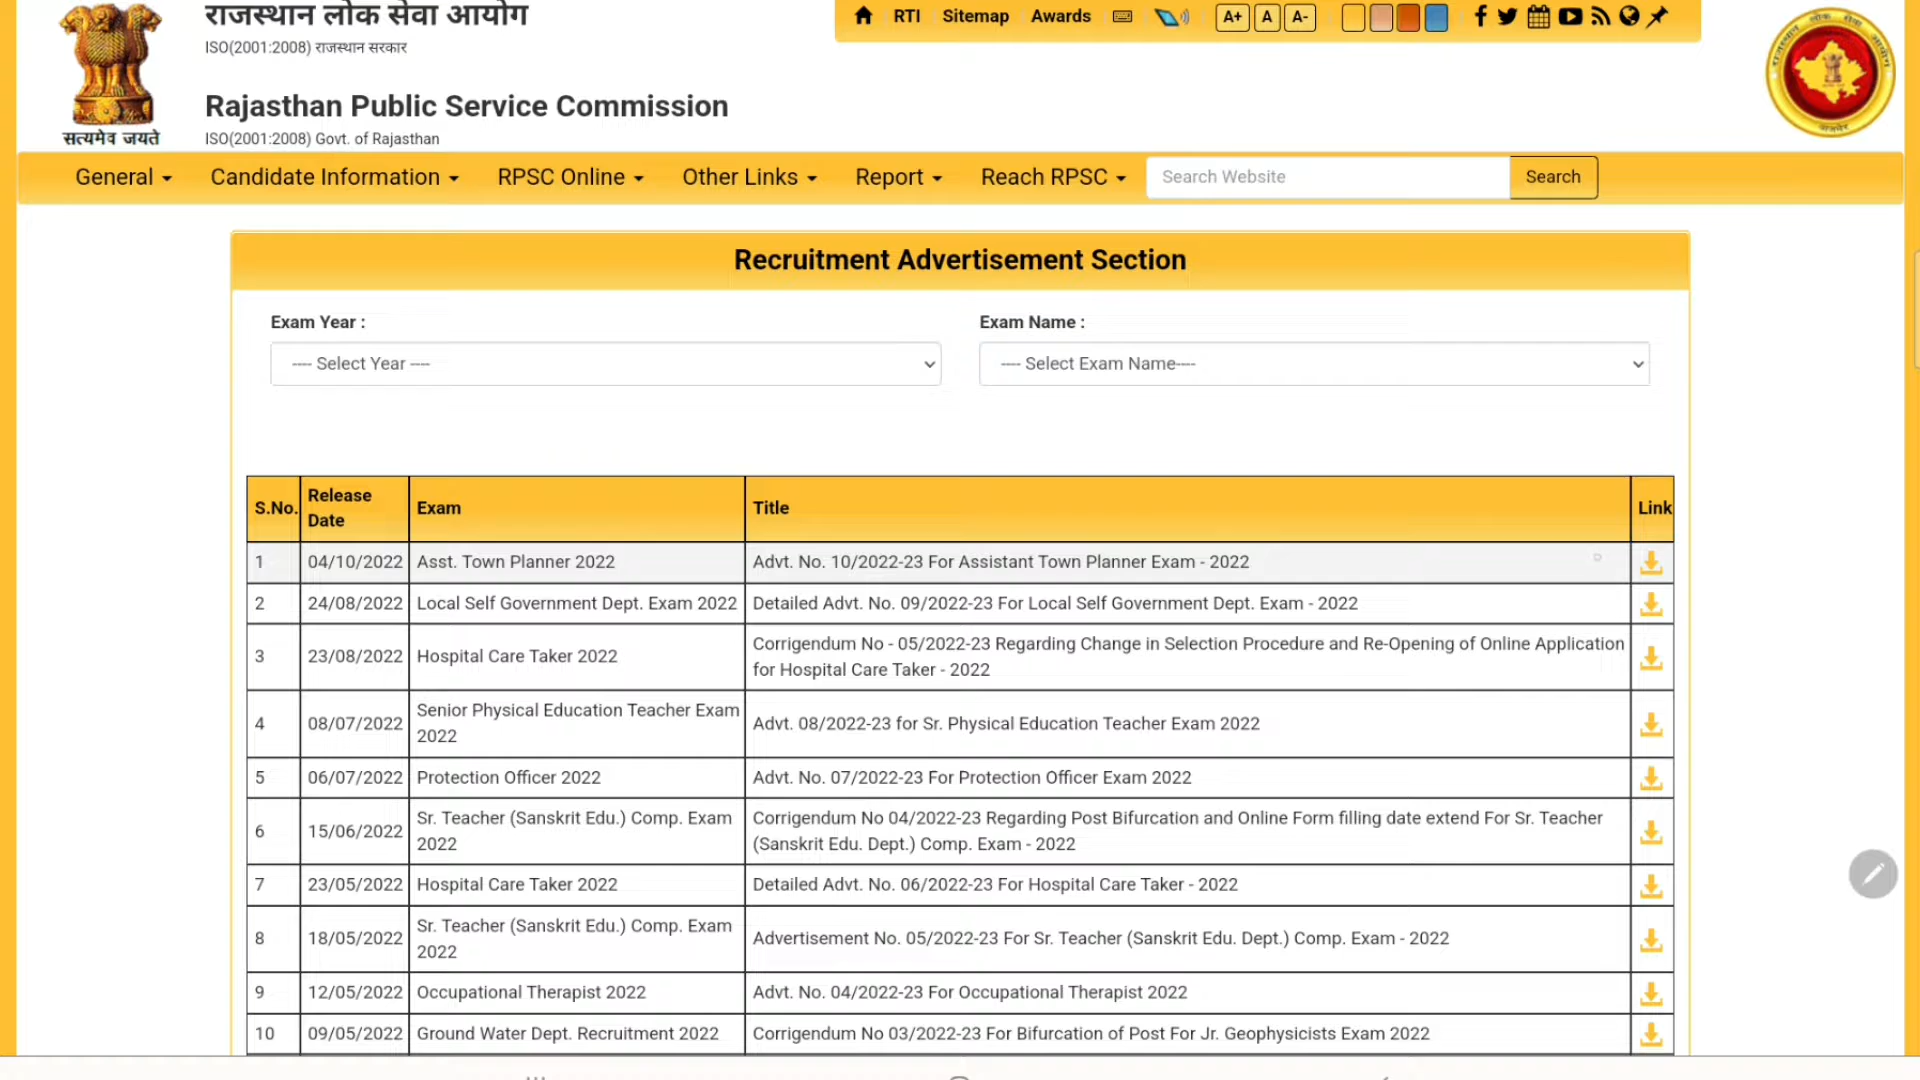 राजस्थान लोक सेवा आयोग
ISO(2001:2008) राजस्थान सरकार
RTI Sitemap Awards A+ A A-
Rajasthan Public Service Commission
सत्यमेव जयते
ISO(2001:2008) Govt. of Rajasthan
General Candidate Information RPSC Online Other Links Report Reach RPSC Search Website Search
Recruitment Advertisement Section
Exam Year : Exam Name :
---- Select Year ---- ---- Select Exam Name----
S.No. Release Date Exam Title Link
1 04/10/2022 Asst. Town Planner 2022 Advt. No. 10/2022-23 For Assistant Town Planner Exam - 2022
2 24/08/2022 Local Self Government Dept. Exam 2022 Detailed Advt. No. 09/2022-23 For Local Self Government Dept. Exam - 2022
3 23/08/2022 Hospital Care Taker 2022 Corrigendum No - 05/2022-23 Regarding Change in Selection Procedure and Re-Opening of Online Application
for Hospital Care Taker - 2022
4 08/07/2022 Senior Physical Education Teacher Exam
2022 Advt. 08/2022-23 for Sr. Physical Education Teacher Exam 2022
5 06/07/2022 Protection Officer 2022 Advt. No. 07/2022-23 For Protection Officer Exam 2022
6 15/06/2022 Sr. Teacher (Sanskrit Edu.) Comp. Exam
2022 Corrigendum No 04/2022-23 Regarding Post Bifurcation and Online Form filling date extend For Sr. Teacher
(Sanskrit Edu. Dept.) Comp. Exam - 2022
7 23/05/2022 Hospital Care Taker 2022 Detailed Advt. No. 06/2022-23 For Hospital Care Taker - 2022
8 18/05/2022 Sr. Teacher (Sanskrit Edu.) Comp. Exam
2022 Advertisement No. 05/2022-23 For Sr. Teacher (Sanskrit Edu. Dept.) Comp. Exam - 2022
9 12/05/2022 Occupational Therapist 2022 Advt. No. 04/2022-23 For Occupational Therapist 2022
10 09/05/2022 Ground Water Dept. Recruitment 2022 Corrigendum No 03/2022-23 For Bifurcation of Post For Jr. Geophysicists Exam 2022